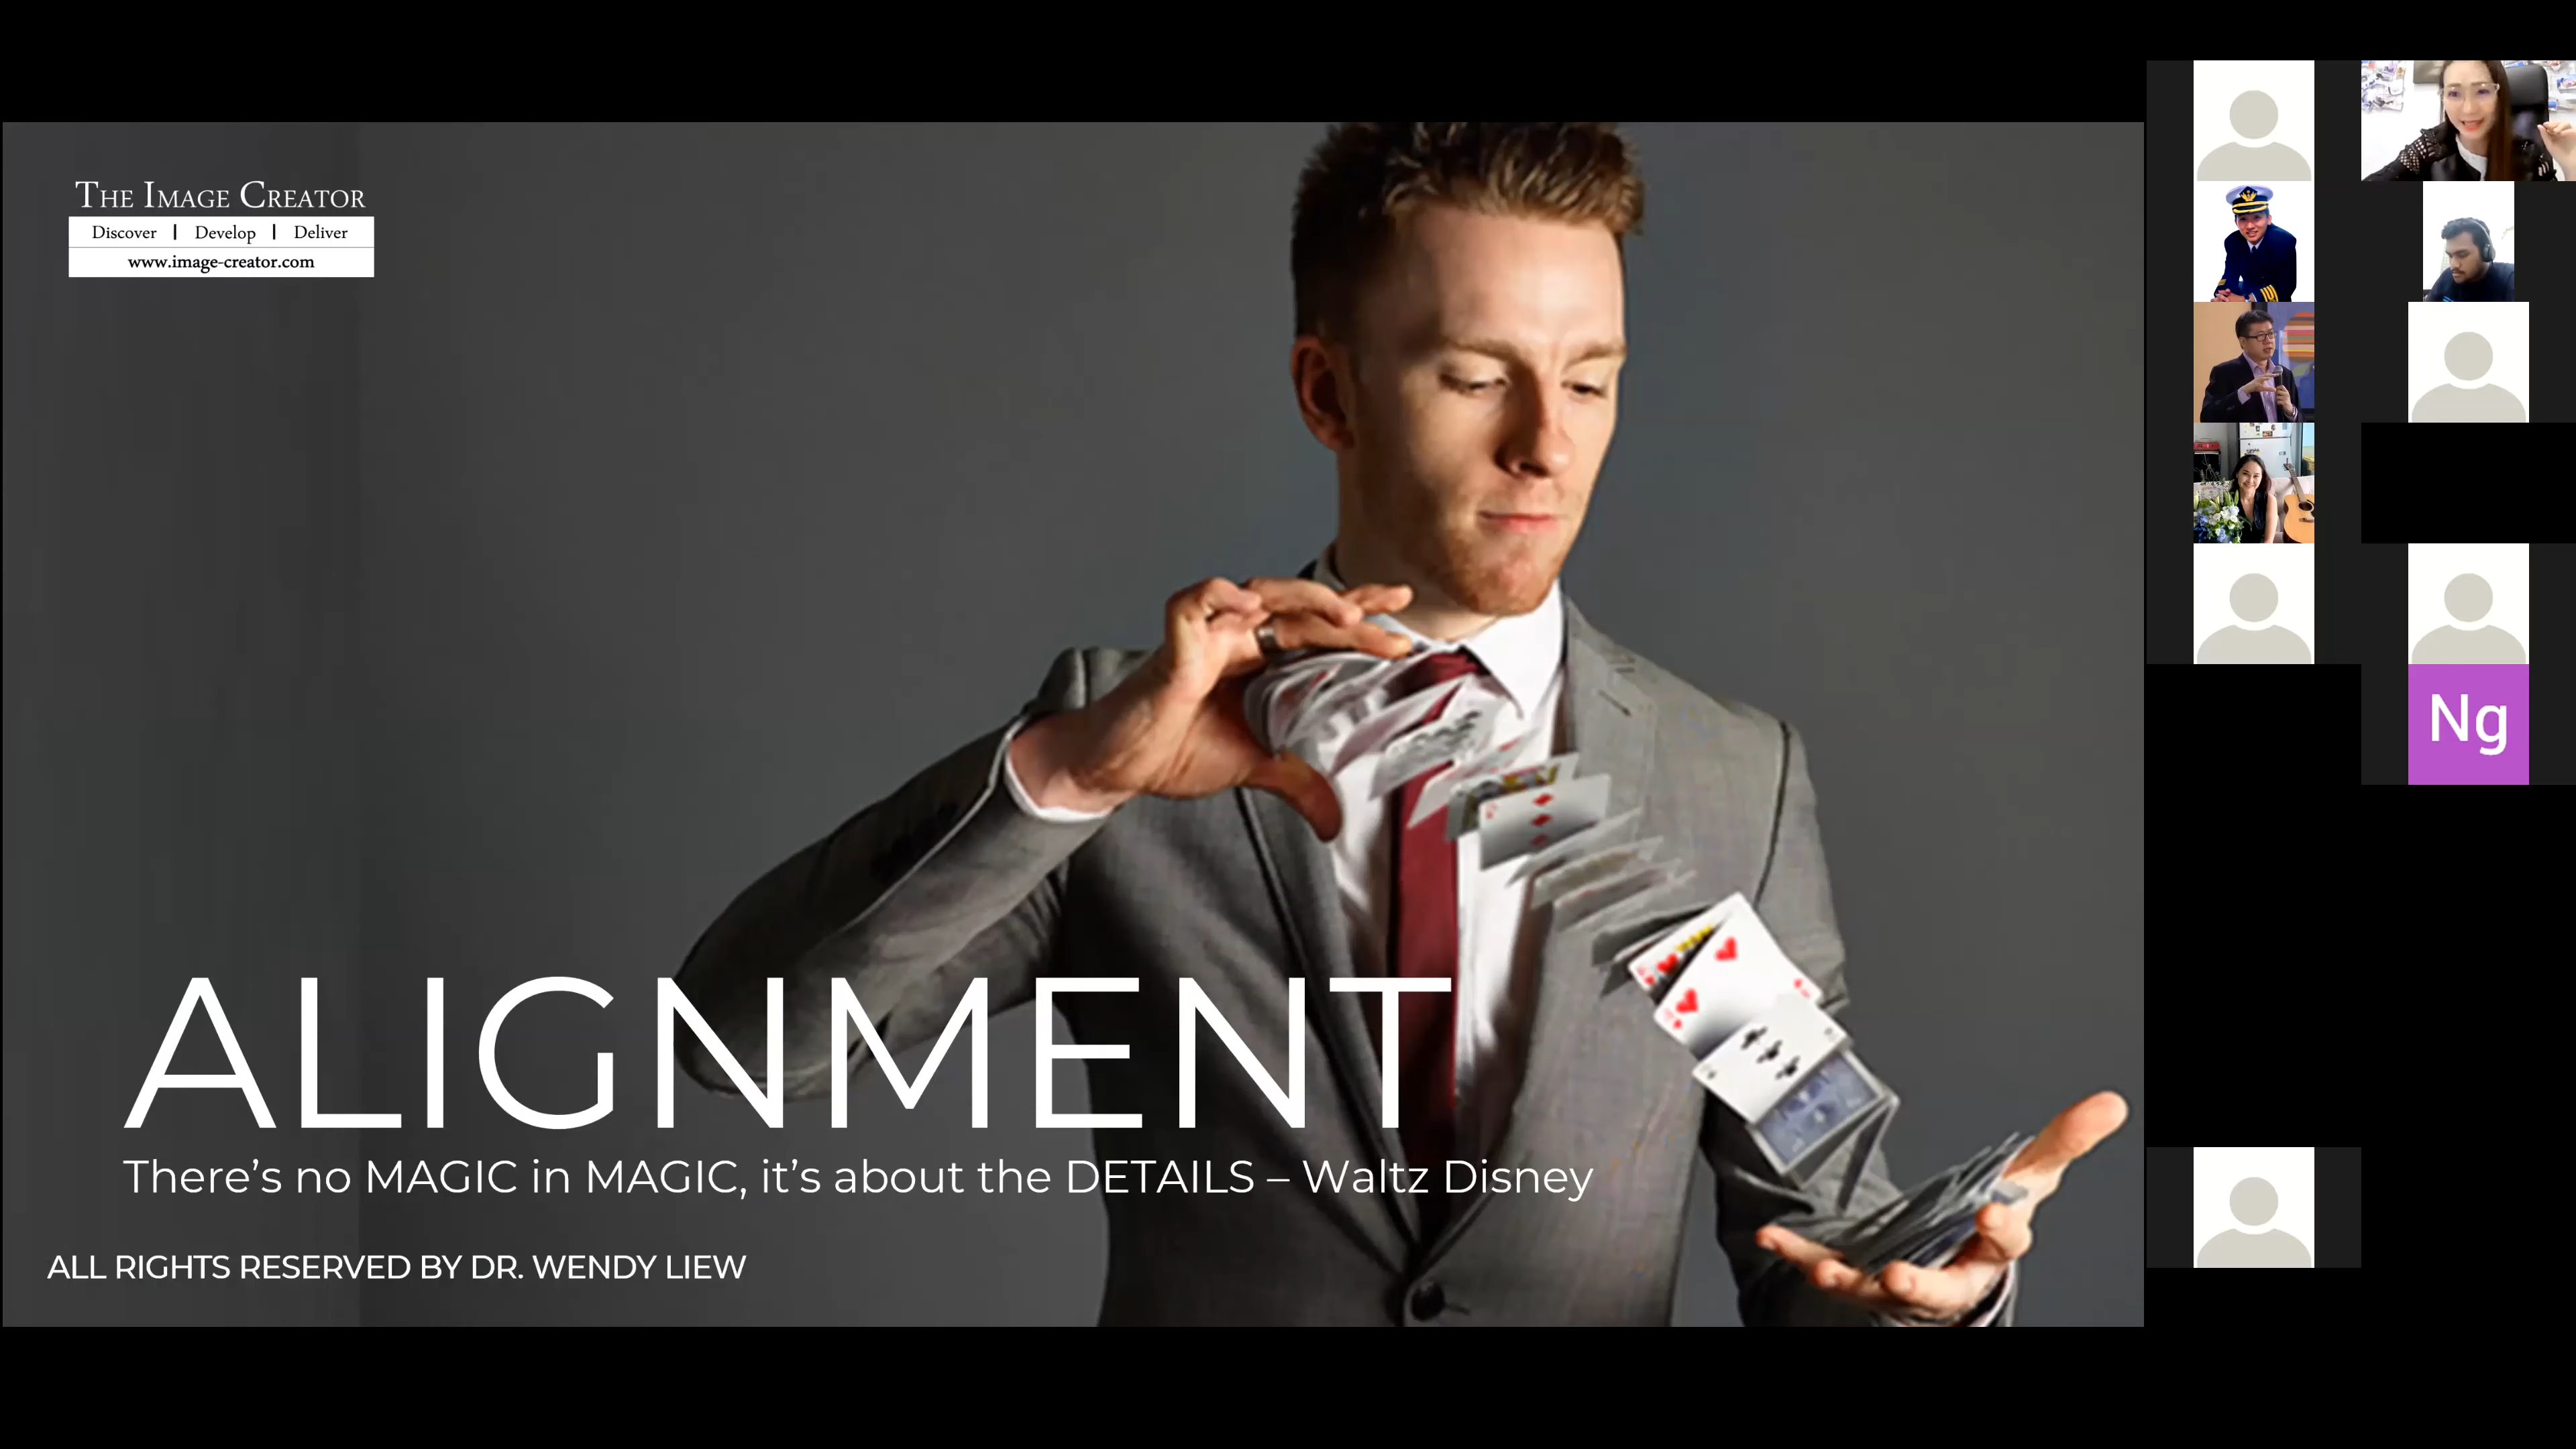 THE IMAGE CREATOR
Discover | Develop | Deliver
www.image-creator.com
ALIGNMENT
There's no MAGIC in MAGIC, it's about the DETAILS – Waltz Disney
ALL RIGHTS RESERVED BY DR. WENDY LIEW
Ng